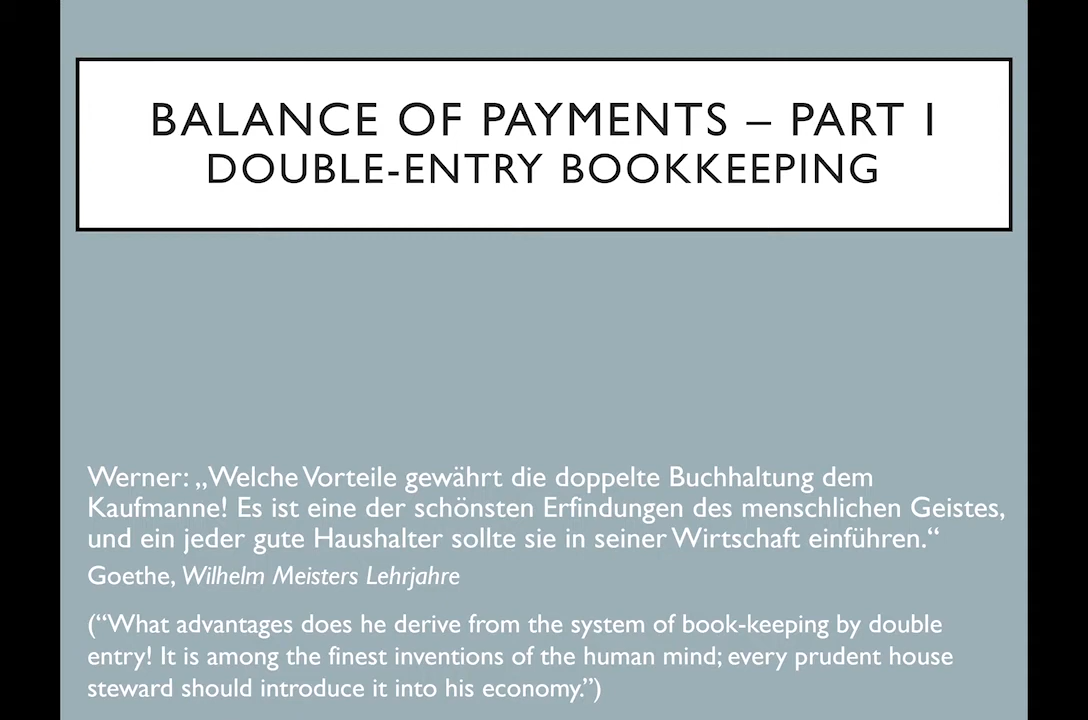 BALANCE OF PAYMENTS – PART I
DOUBLE-ENTRY BOOKKEEPING
Werner: „Welche Vorteile gewährt die doppelte Buchhaltung dem
Kaufmanne! Es ist eine der schönsten Erfindungen des menschlichen Geistes,
und ein jeder gute Haushalter sollte sie in seiner Wirtschaft einführen.“
Goethe, Wilhelm Meisters Lehrjahre
(“What advantages does he derive from the system of book-keeping by double
entry! It is among the finest inventions of the human mind; every prudent house
steward should introduce it into his economy.”)